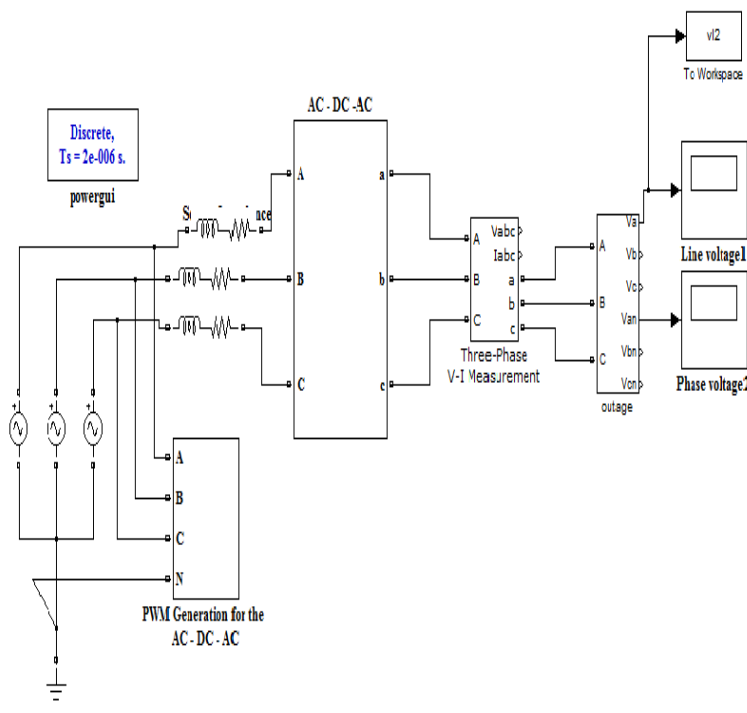 vl2
To Workspace
AC - DC -AC
Discrete,
Ts = 2e-006 s.
powergui
A
B
C
a
b
c
A
B
C
Vabc
Iabc
a
b
c
Three-Phase
V-I Measurement
A
B
C
Va
Vb
Vc
Van
Vbn
Vcn
outage
Line voltage1
Phase voltage2
+
+
+
A
B
C
N
PWM Generation for the
AC - DC - AC